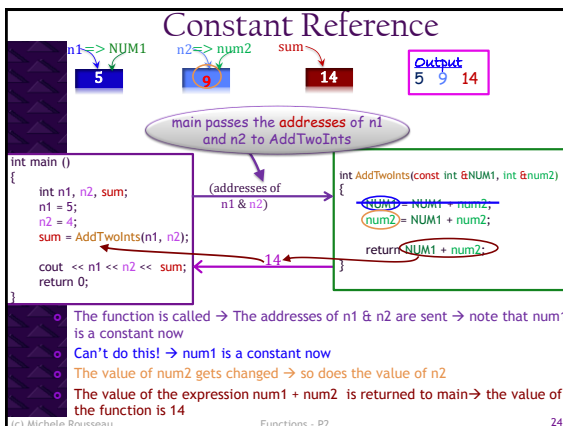 Constant Reference
n1=> NUM1
n2=> num2
sum
5
9
14
Output
5 9 14
main passes the addresses of n1
and n2 to AddTwoInts
int main ()
{
int n1, n2, sum;
n1 = 5;
n2 = 4;
sum = AddTwoInts(n1, n2);
cout << n1 << n2 << sum;
return 0;
}
(addresses of
n1 & n2)
14
int AddTwoInts(const int &NUM1, int &num2)
{
NUM1 = NUM1 + num2;
num2 = NUM1 + num2;
return NUM1 + num2;
}
The function is called → The addresses of n1 & n2 are sent → note that num1
is a constant now
Can't do this! → num1 is a constant now
The value of num2 gets changed → so does the value of n2
The value of the expression num1 + num2 is returned to main→ the value of
the function is 14
(c) Michele Rousseau
Functions - P2
24